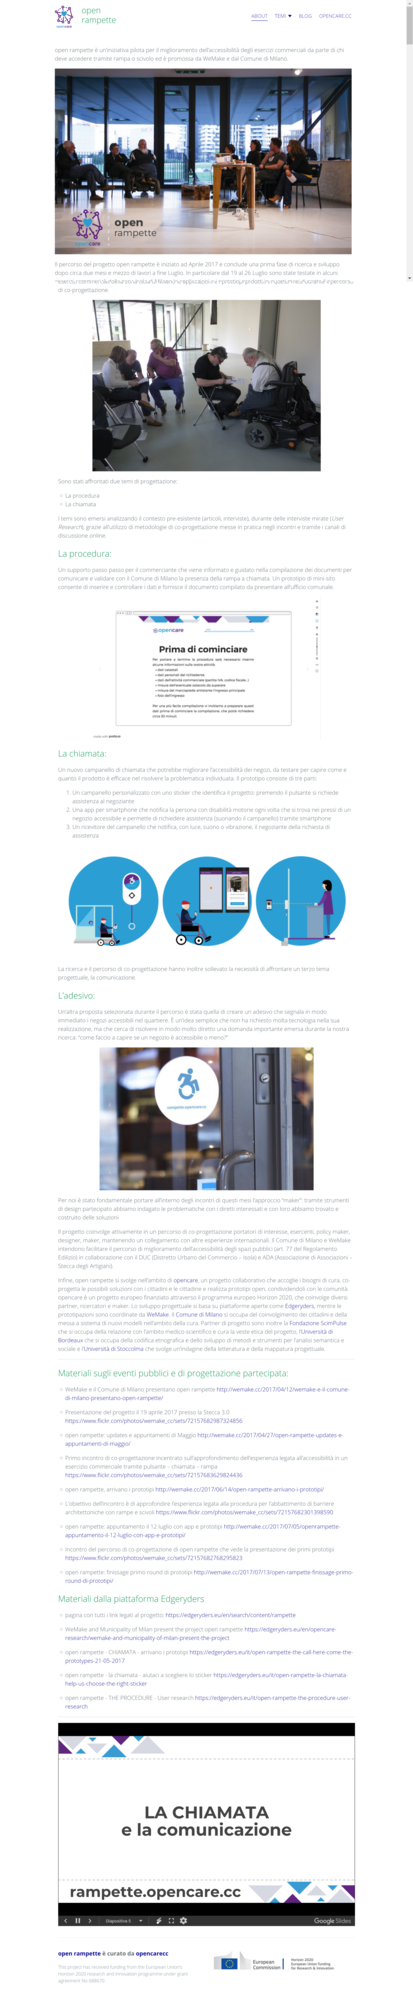 open
rampette
opencare
ABOUT TEMI BLOG OPENCARE.CC
open rampette è un'iniziativa pilota per il miglioramento dell'accessibilità degli esercizi commerciali da parte di chi
deve accedere tramite rampa o scivolo ed è promossa da WeMake e dal Comune di Milano.
open
rampette
opencare
Il percorso del progetto open rampette è iniziato ad Aprile 2017 e conclude una prima fase di ricerca e sviluppo
dopo circa due mesi e mezzo di lavori a fine Luglio. In particolare dal 19 al 26 Luglio sono state testate in alcuni
di co-progettazione.
Sono stati affrontati due temi di progettazione:
La procedura
La chiamata
I temi sono emersi analizzando il contesto pre-esistente (articoli, interviste), durante delle interviste mirate (User
Research), grazie all'utilizzo di metodologie di co-progettazione messe in pratica negli incontri e tramite i canali di
discussione online.
La procedura:
Un supporto passo passo per il commerciante che viene informato e guidato nella compilazione dei documenti per
comunicare e validare con il Comune di Milano la presenza della rampa a chiamata. Un prototipo di mini-sito
consente di inserire e controllare i dati e fornisce il documento compilato da presentare all'ufficio comunale.
opencare
Prima di cominciare
Per portare a termine la procedura sarà necessario inserire
alcune informazioni sulla vostra attività:
• dati catastali
• dati personali del richiedente
La chiamata:
Un nuovo campanello di chiamata che potrebbe migliorare l'accessibilità dei negozi, da testare per capire come e
quanto il prodotto è efficace nel risolvere la problematica individuata. Il prototipo consiste di tre parti:
1. Un campanello personalizzato con uno sticker che identifica il progetto: premendo il pulsante si richiede
assistenza al negoziante
2. Una app per smartphone che notifica la persona con disabilità motorie ogni volta che si trova nei pressi di un
negozio accessibile e permette di richiedere assistenza (suonando il campanello) tramite smartphone
3. Un ricevitore del campanello che notifica, con luce, suono o vibrazione, il negoziante della richiesta di
assistenza
La ricerca e il percorso di co-progettazione hanno inoltre sollevato la necessità di affrontare un terzo tema
progettuale, la comunicazione.
L'adesivo:
Un'altra proposta selezionata durante il percorso è stata quella di creare un adesivo che segnala in modo
immediato i negozi accessibili nel quartiere. È un'idea semplice che non ha richiesto molta tecnologia nella sua
realizzazione, ma che cerca di risolvere in modo molto diretto una domanda importante emersa durante la nostra
ricerca: "come faccio a capire se un negozio è accessibile o meno?"
rampette.opencare.cc
Per noi è stato fondamentale portare all'interno degli incontri di questi mesi l'approccio "maker", tramite strumenti
di design partecipato abbiamo indagato le problematiche con i diretti interessati e con loro abbiamo trovato e
costruito delle soluzioni
Il progetto coinvolge attivamente in un percorso di co-progettazione portatori di interesse, esercenti, policy maker,
designer, maker, mantenendo un collegamento con altre esperienze internazionali. Il Comune di Milano e WeMake
intendono facilitare il percorso di miglioramento dell'accessibilità degli spazi pubblici (art. 77 del Regolamento
Edilizio) in collaborazione con il DUC (Distretto Urbano del Commercio – Isola) e ADA (Associazione di Associazioni –
Stecca degli Artigiani).
Infine, open rampette si svolge nell'ambito di opencare, un progetto collaborativo che accoglie i bisogni di cura, co-
progetta le possibili soluzioni con i cittadini e le cittadine e realizza prototipi open, condividendoli con le comunità.
opencare è un progetto europeo finanziato attraverso il programma europeo Horizon 2020, che coinvolge diversi
partner, ricercatori e maker. Lo sviluppo progettuale si basa su piattaforme aperte come Edgeryders, mentre le
prototipazioni sono coordinate da WeMake. Il Comune di Milano si occupa del coinvolgimento dei cittadini e della
messa a sistema di nuovi modelli nell'ambito della cura. Partner di progetto sono inoltre la Fondazione ScimPulse
che si occupa della relazione con l'ambito medico-scientifico e cura la veste etica del progetto, l'Università di
Bordeaux che si occupa della codifica etnografica e dello sviluppo di metodi e strumenti per l'analisi semantica e
sociale e l'Università di Stoccolma che svolge un'indagine della letteratura e della mappatura progettuale.
Materiali sugli eventi pubblici e di progettazione partecipata:
WeMake e il Comune di Milano presentano open rampette http://wemake.cc/2017/04/12/wemake-e-il-comune-
di-milano-presentano-open-rampette/
Presentazione del progetto il 19 aprile 2017 presso la Stecca 3.0
https://www.flickr.com/photos/wemake_cc/sets/72157682987324856
open rampette: updates e appuntamenti di Maggio http://wemake.cc/2017/04/27/open-rampette-updates-e-
appuntamenti-di-maggio/
Primo incontro di co-progettazione incentrato sull'approfondimento dell'esperienza legata all'accessibilità in un
esercizio commerciale tramite pulsante – chiamata – rampa
https://www.flickr.com/photos/wemake_cc/sets/72157683629824436
open rampette, arrivano i prototipi http://wemake.cc/2017/06/14/open-rampette-arrivano-i-prototipi/
L'obiettivo dell'incontro è di approfondire l'esperienza legata alla procedura per l'abbattimento di barriere
architettoniche con rampe e scivoli https://www.flickr.com/photos/wemake_cc/sets/72157682301398590
open rampette: appuntamento il 12 luglio con app e prototipi http://wemake.cc/2017/07/05/openrampette-
appuntamento-il-12-luglio-con-app-e-prototipi/
Incontro del percorso di co-progettazione di open rampette che vede la presentazione dei primi prototipi
https://www.flickr.com/photos/wemake_cc/sets/72157682768295823
open rampette: finissage primo round di prototipi http://wemake.cc/2017/07/13/open-rampette-finissage-primo-
round-di-prototipi/
Materiali dalla piattaforma Edgeryders
pagina con tutti i link legati al progetto: https://edgeryders.eu/en/search/content/rampette
WeMake and Municipality of Milan present the project open rampette https://edgeryders.eu/en/opencare-
research/wemake-and-municipality-of-milan-present-the-project
open rampette - CHIAMATA - arrivano i prototipi https://edgeryders.eu/it/open-rampette-the-call-here-come-the-
prototypes-21-05-2017
open rampette - la chiamata - aiutaci a scegliere lo sticker https://edgeryders.eu/it/open-rampette-la-chiamata-
help-us-choose-the-right-sticker
open rampette - THE PROCEDURE - User research https://edgeryders.eu/it/open-rampette-the-procedure-user-
research
LA CHIAMATA
e la comunicazione
rampette.opencare.cc
Diapositiva 3
Google Slides
open rampette è curato da opencarecc
This project has received funding from the European Union's
Horizon 2020 research and innovation programme under grant
agreement No 688670
European
Commission
Horizon 2020
European Union Funding
for Research & Innovation